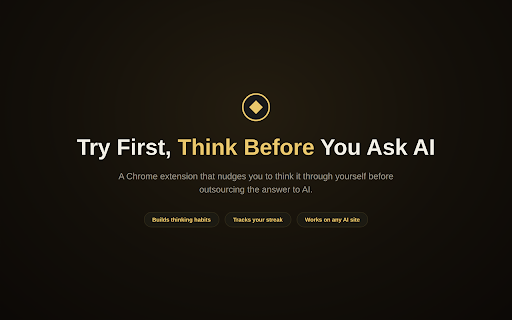 Try First, Think Before You Ask AI
A Chrome extension that nudges you to think it through yourself before
outsourcing the answer to AI.
Builds thinking habits
Tracks your streak
Works on any AI site